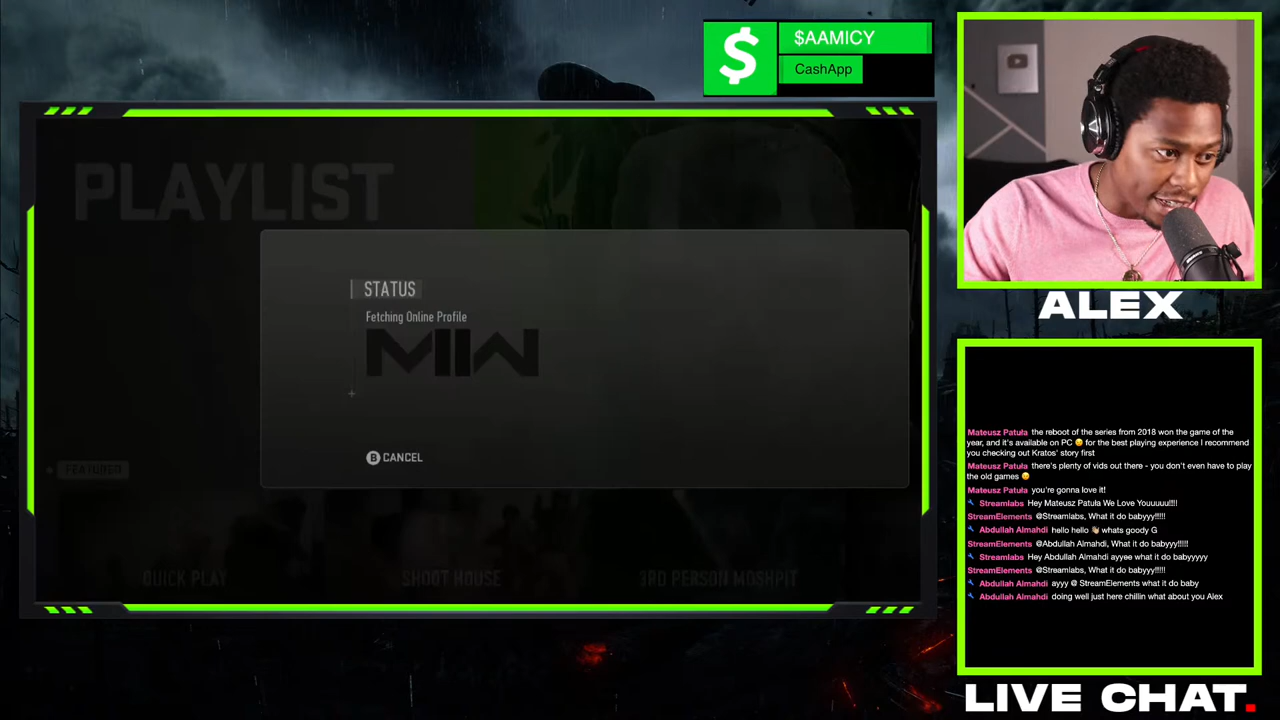 $AAMICY
CashApp
PLAYLIST
STATUS
Fetching Online Profile
MIW
B CANCEL
FEATURED
QUICK PLAY
SHOOT HOUSE
3RD PERSON MOSHPIT
ALEX
Mateusz Patuła the reboot of the series from 2018 won the game of the
year, and it's available on PC 😉 for the best playing experience I recommend
you checking out Kratos' story first
Mateusz Patuła there's plenty of vids out there - you don't even have to play
the old games 😉
Mateusz Patuła you're gonna love it!
Streamlabs Hey Mateusz Patuła We Love Youuuuu!!!!
StreamElements @Streamlabs, What it do babyyy!!!!!
Abdullah Almahdi hello hello 👋🏼 whats goody G
StreamElements @Abdullah Almahdi, What it do babyyy!!!!!
Streamlabs Hey Abdullah Almahdi ayyee what it do babyyyyy
StreamElements @Streamlabs, What it do babyyy!!!!!
Abdullah Almahdi ayyy @ StreamElements what it do baby
Abdullah Almahdi doing well just here chillin what about you Alex
LIVE CHAT.